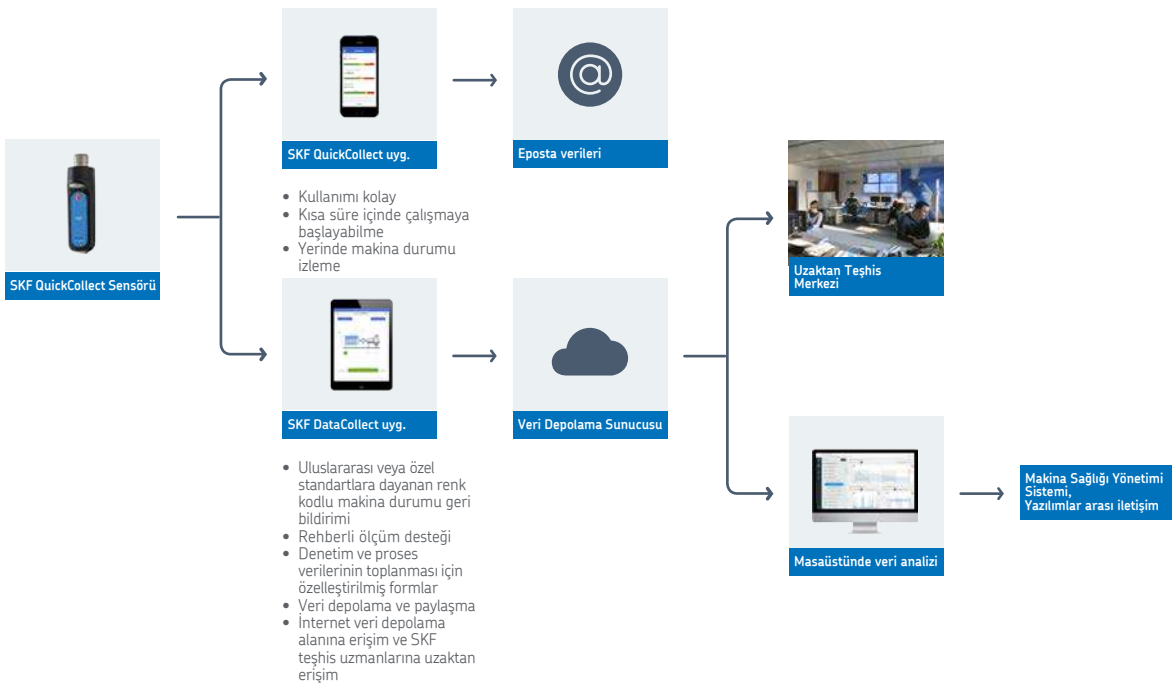 SKF QuickCollect Sensörü
SKF QuickCollect uyg.
• Kullanımı kolay
• Kısa süre içinde çalışmaya
başlayabilme
• Yerinde makina durumu
izleme
Eposta verileri
SKF DataCollect uyg.
• Uluslararası veya özel
standartlara dayanan renk
kodlu makina durumu geri
bildirimi
• Rehberli ölçüm desteği
• Denetim ve proses
verilerinin toplanması için
özelleştirilmiş formlar
• Veri depolama ve paylaşma
• İnternet veri depolama
alanına erişim ve SKF
teşhis uzmanlarına uzaktan
erişim
Veri Depolama Sunucusu
Uzaktan Teşhis
Merkezi
Masaüstünde veri analizi
Makina Sağlığı Yönetimi
Sistemi,
Yazılımlar arası iletişim